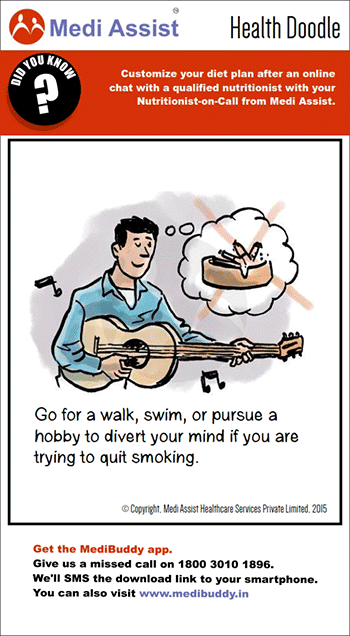 Medi Assist
Health Doodle
DID YOU KNOW
?
Customize your diet plan after an online
chat with a qualified nutritionist with your
Nutritionist-on-Call from Medi Assist.
Go for a walk, swim, or pursue a
hobby to divert your mind if you are
trying to quit smoking.
© Copyright, Medi Assist Healthcare Services Private Limited, 2015
Get the MediBuddy app.
Give us a missed call on 1800 3010 1896.
We'll SMS the download link to your smartphone.
You can also visit www.medibuddy.in